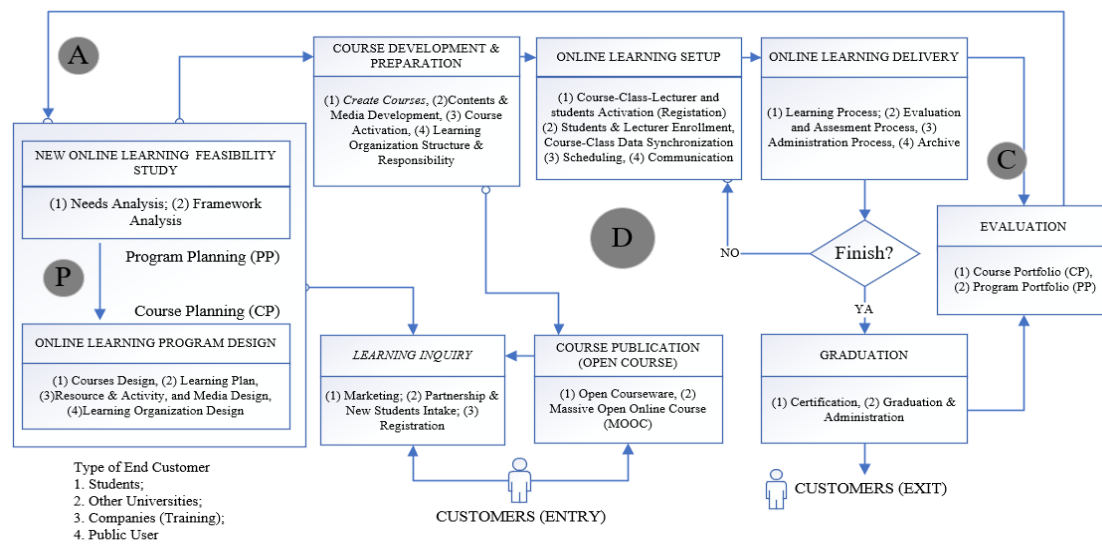 A
COURSE DEVELOPMENT &
PREPARATION
(1) Create Courses, (2)Contents &
Media Development, (3) Course
Activation, (4) Learning
Organization Structure &
Responsibility
ONLINE LEARNING SETUP
(1) Course-Class-Lecturer and
students Activation (Registation)
(2) Students & Lecturer Enrollment,
Course-Class Data Synchronization
(3) Scheduling, (4) Communication
ONLINE LEARNING DELIVERY
(1) Learning Process; (2) Evaluation
and Assesment Process, (3)
Administration Process, (4) Archive
NEW ONLINE LEARNING FEASIBILITY
STUDY
(1) Needs Analysis; (2) Framework
Analysis
Program Planning (PP)
P
Course Planning (CP)
ONLINE LEARNING PROGRAM DESIGN
(1) Courses Design, (2) Learning Plan,
(3)Resource & Activity, and Media Design,
(4)Learning Organization Design
D
NO
Finish?
YA
C
EVALUATION
(1) Course Portfolio (CP),
(2) Program Portfolio (PP)
LEARNING INQUIRY
(1) Marketing; (2) Partnership &
New Students Intake; (3)
Registration
COURSE PUBLICATION
(OPEN COURSE)
(1) Open Courseware, (2)
Massive Open Online Course
(MOOC)
GRADUATION
(1) Certification, (2) Graduation &
Administration
Type of End Customer
1. Students;
2. Other Universities;
3. Companies (Training);
4. Public User
CUSTOMERS (ENTRY)
CUSTOMERS (EXIT)